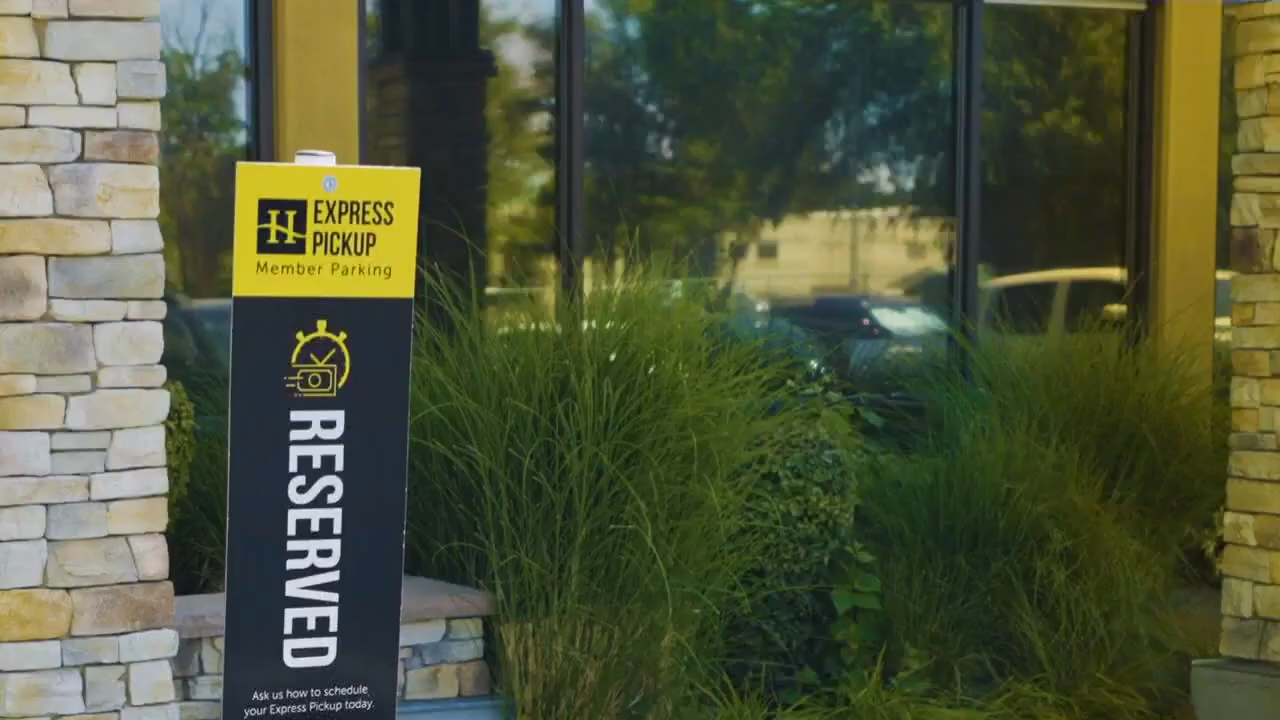 H
EXPRESS
PICKUP
Member Parking
RESERVED
Ask us how to schedule
your Express Pickup today.